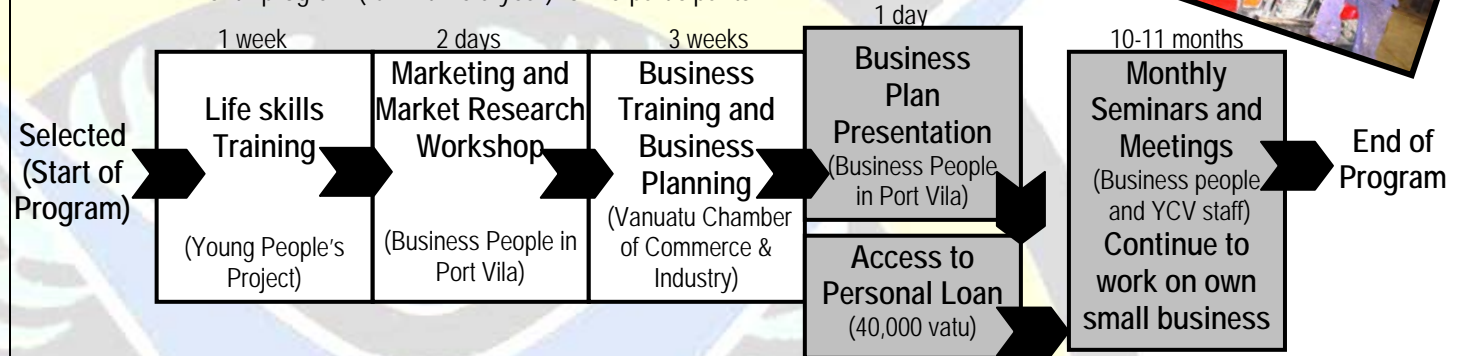 1 week
2 days
3 weeks
1 day
10-11 months
Selected
(Start of
Program)
Life skills
Training
(Young People's
Project)
Marketing and
Market Research
Workshop
(Business People in
Port Vila)
Business
Training and
Business
Planning
(Vanuatu Chamber
of Commerce &
Industry)
Business
Plan
Presentation
(Business People
in Port Vila)
Access to
Personal Loan
(40,000 vatu)
Monthly
Seminars and
Meetings
(Business people
and YCV staff)
Continue to
work on own
small business
End of
Program